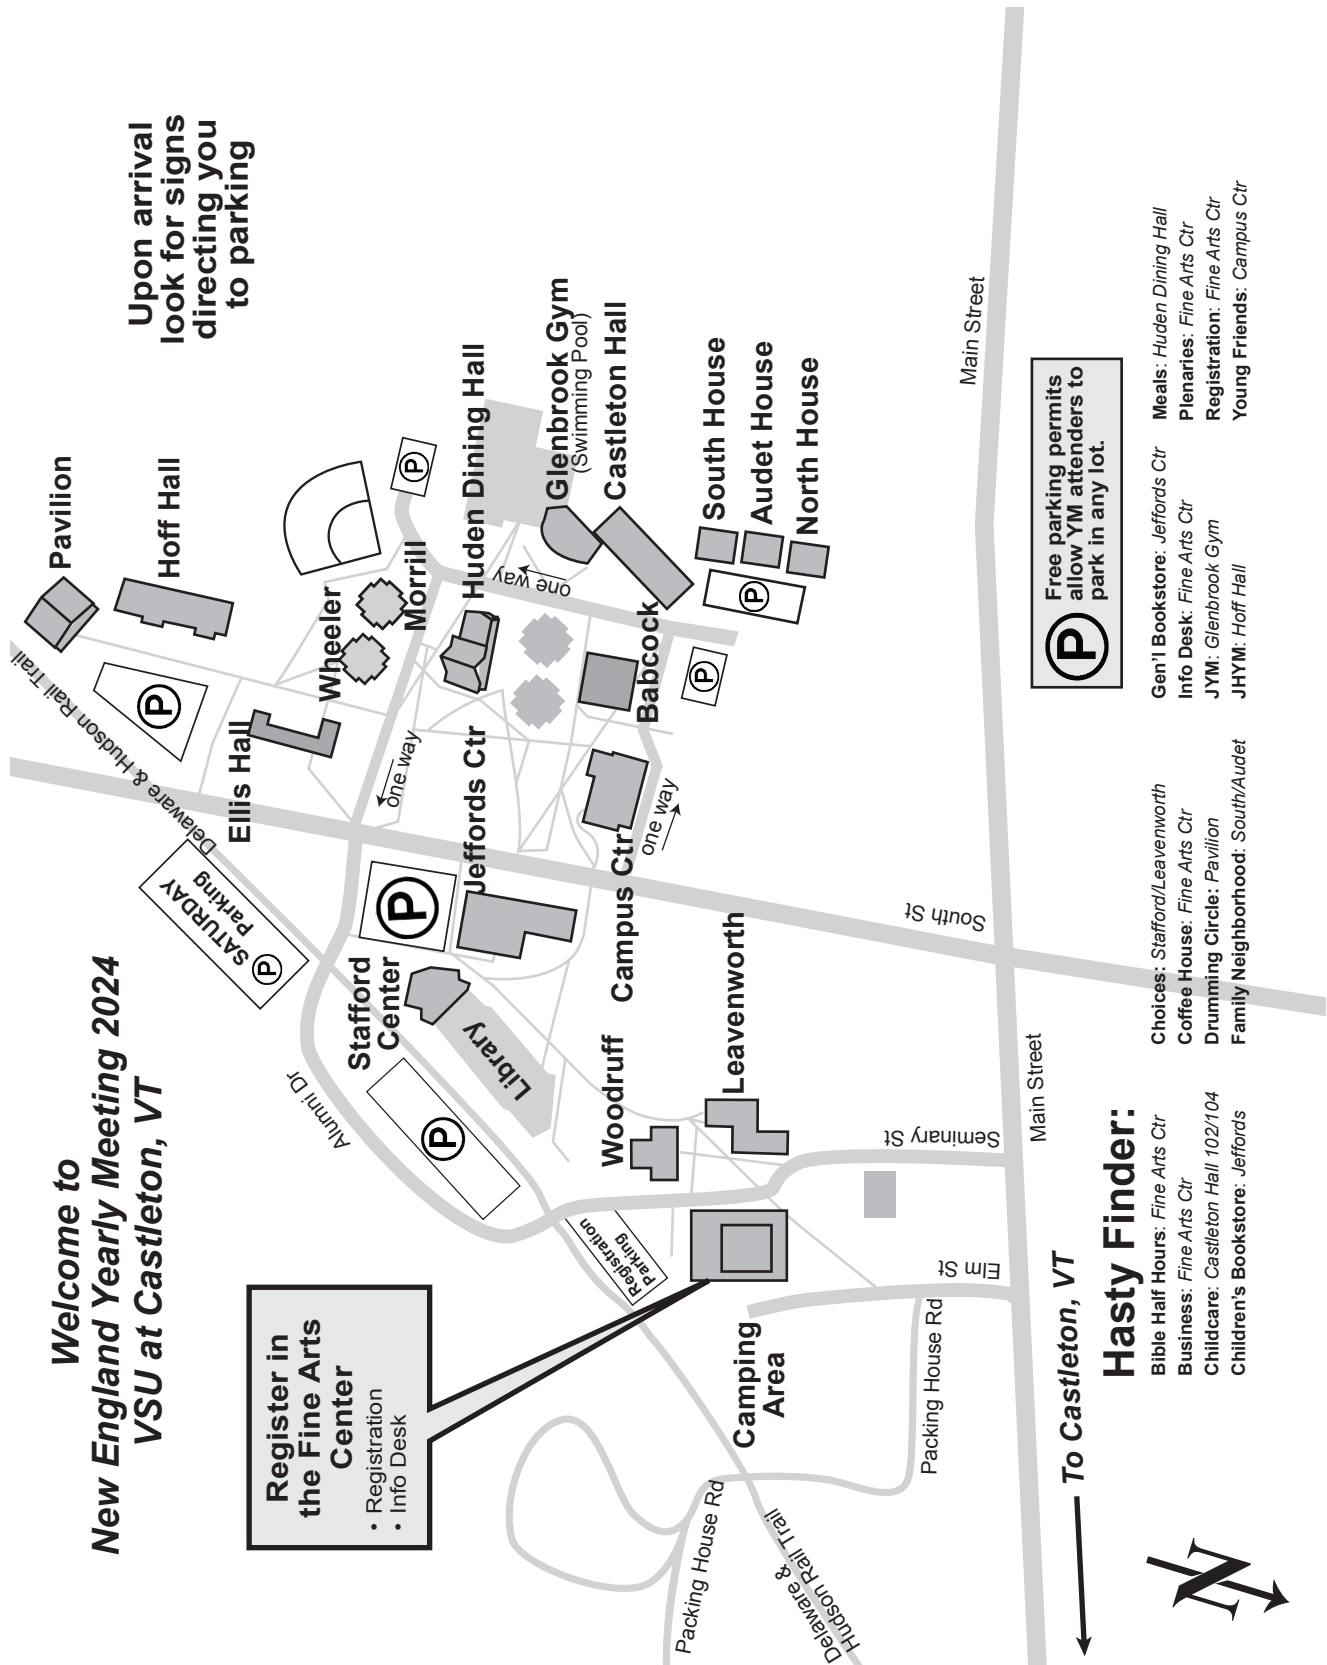 Welcome to
New England Yearly Meeting 2024
VSU at Castleton, VT
Upon arrival
look for signs
directing you
to parking
Register in
the Fine Arts
Center
• Registration
• Info Desk
Pavilion
Hoff Hall
Delaware & Hudson Rail Trail
P
Ellis Hall
Wheeler
Morrill
P
SATURDAY
Parking
P
Alumni Dr
one way
Huden Dining Hall
Glenbrook Gym
(Swimming Pool)
Castleton Hall
one way
Stafford
Center
P
Jeffords Ctr
Library
P
Campus Ctr
one way
Babcock
P
P
South House
Audet House
North House
Registration
Parking
Woodruff
Leavenworth
South St
Seminary St
Elm St
Camping
Area
Packing House Rd
Packing House Rd
Delaware &
Hudson Rail Trail
Main Street
Main Street
To Castleton, VT
N
P
Free parking permits
allow YM attenders to
park in any lot.
Hasty Finder:
Bible Half Hours: Fine Arts Ctr
Business: Fine Arts Ctr
Childcare: Castleton Hall 102/104
Children's Bookstore: Jeffords
Choices: Stafford/Leavenworth
Coffee House: Fine Arts Ctr
Drumming Circle: Pavilion
Family Neighborhood: South/Audet
Gen'l Bookstore: Jeffords Ctr
Info Desk: Fine Arts Ctr
JYM: Glenbrook Gym
JHYM: Hoff Hall
Meals: Huden Dining Hall
Plenaries: Fine Arts Ctr
Registration: Fine Arts Ctr
Young Friends: Campus Ctr